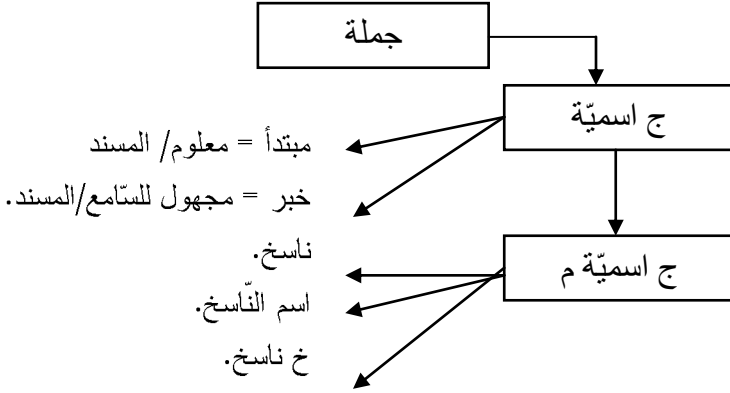 جملة
ج اسميّة
مبتدأ = معلوم/ المسند
خبر = مجهول للسّامع/المسند.
ج اسميّة م
ناسخ.
اسم النّاسخ.
خ ناسخ.